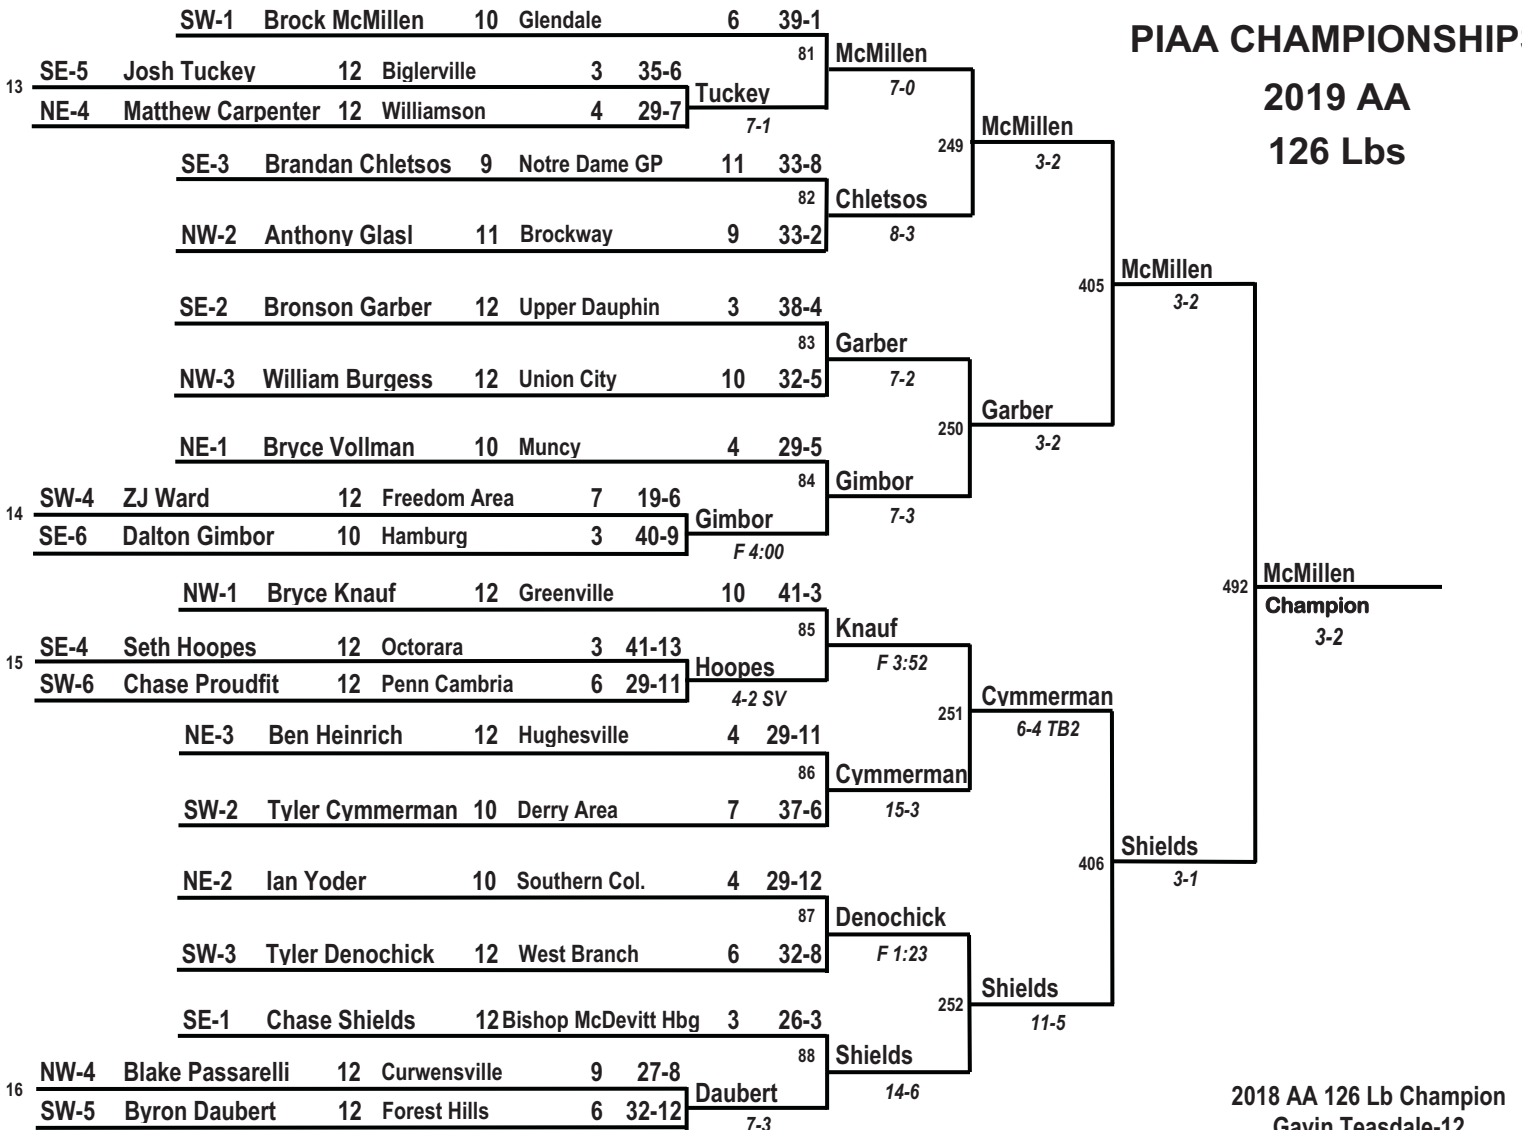 PIAA CHAMPIONSHIPS
2019 AA
126 Lbs
SW-1 Brock McMillen 10 Glendale 6 39-1
81 McMillen
7-0
13 SE-5 Josh Tuckey 12 Biglerville 3 35-6
Tuckey
7-1
NE-4 Matthew Carpenter 12 Williamson 4 29-7
249 McMillen
3-2
SE-3 Brandan Chletsos 9 Notre Dame GP 11 33-8
82 Chletsos
8-3
NW-2 Anthony Glasl 11 Brockway 9 33-2
405 McMillen
3-2
SE-2 Bronson Garber 12 Upper Dauphin 3 38-4
83 Garber
7-2
NW-3 William Burgess 12 Union City 10 32-5
250 Garber
3-2
NE-1 Bryce Vollman 10 Muncy 4 29-5
84 Gimbor
7-3
14 SW-4 ZJ Ward 12 Freedom Area 7 19-6
Gimbor
F 4:00
SE-6 Dalton Gimbor 10 Hamburg 3 40-9
492 McMillen
Champion
3-2
NW-1 Bryce Knauf 12 Greenville 10 41-3
85 Knauf
F 3:52
15 SE-4 Seth Hoopes 12 Octorara 3 41-13
Hoopes
4-2 SV
SW-6 Chase Proudfit 12 Penn Cambria 6 29-11
251 Cymmerman
6-4 TB2
NE-3 Ben Heinrich 12 Hughesville 4 29-11
86 Cymmerman
15-3
SW-2 Tyler Cymmerman 10 Derry Area 7 37-6
406 Shields
3-1
NE-2 Ian Yoder 10 Southern Col. 4 29-12
87 Denochick
F 1:23
SW-3 Tyler Denochick 12 West Branch 6 32-8
252 Shields
11-5
SE-1 Chase Shields 12 Bishop McDevitt Hbg 3 26-3
88 Shields
14-6
16 NW-4 Blake Passarelli 12 Curwensville 9 27-8
Daubert
7-3
SW-5 Byron Daubert 12 Forest Hills 6 32-12
2018 AA 126 Lb Champion
Gavin Teasdale-12